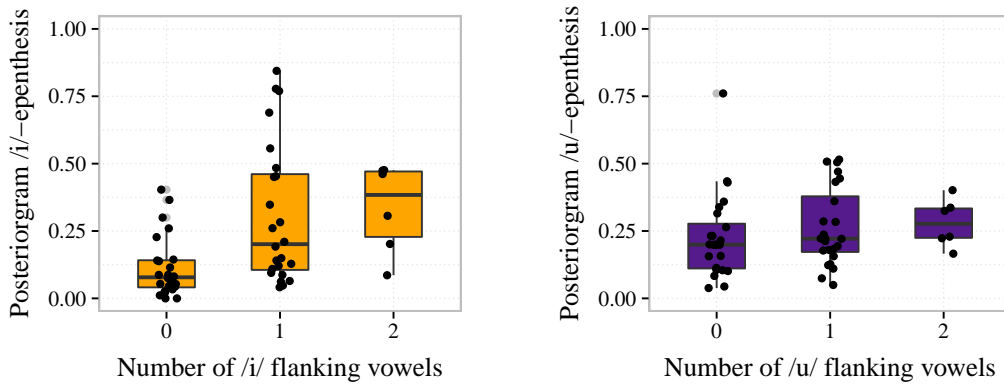 Posteriorgram /i/−epenthesis
1.00
0.75
0.50
0.25
0.00
0 1 2
Number of /i/ flanking vowels
Posteriorgram /u/−epenthesis
1.00
0.75
0.50
0.25
0.00
0 1 2
Number of /u/ flanking vowels